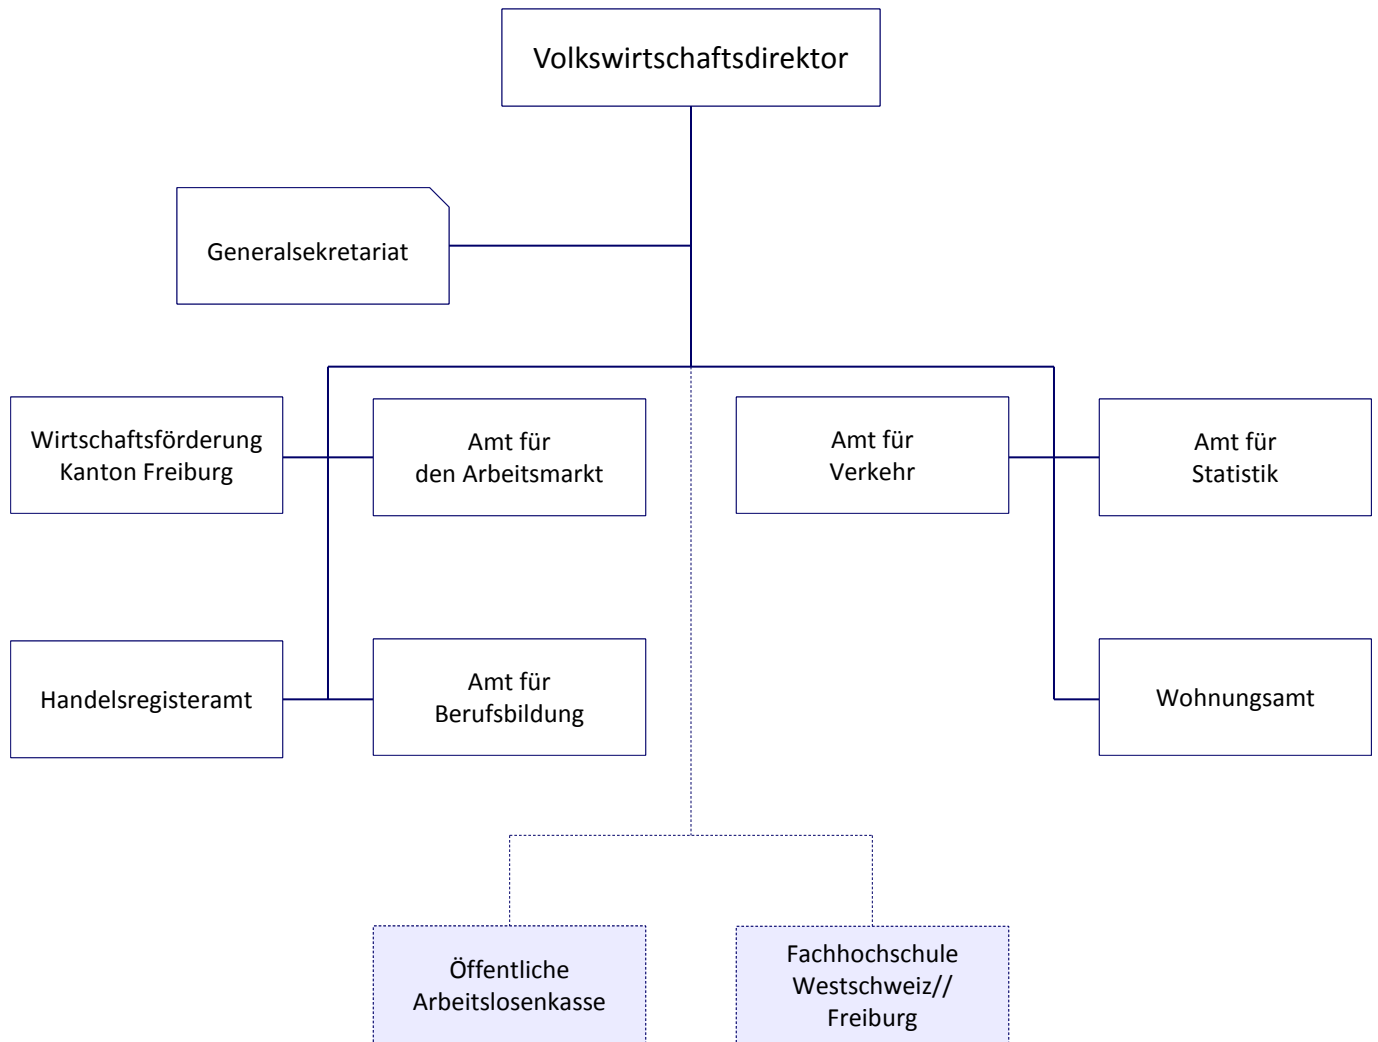 Volkswirtschaftsdirektor
Generalsekretariat
Wirtschaftsförderung
Kanton Freiburg
Amt für
den Arbeitsmarkt
Amt für
Verkehr
Amt für
Statistik
Handelsregisteramt
Amt für
Berufsbildung
Wohnungsamt
Öffentliche
Arbeitslosenkasse
Fachhochschule
Westschweiz//
Freiburg